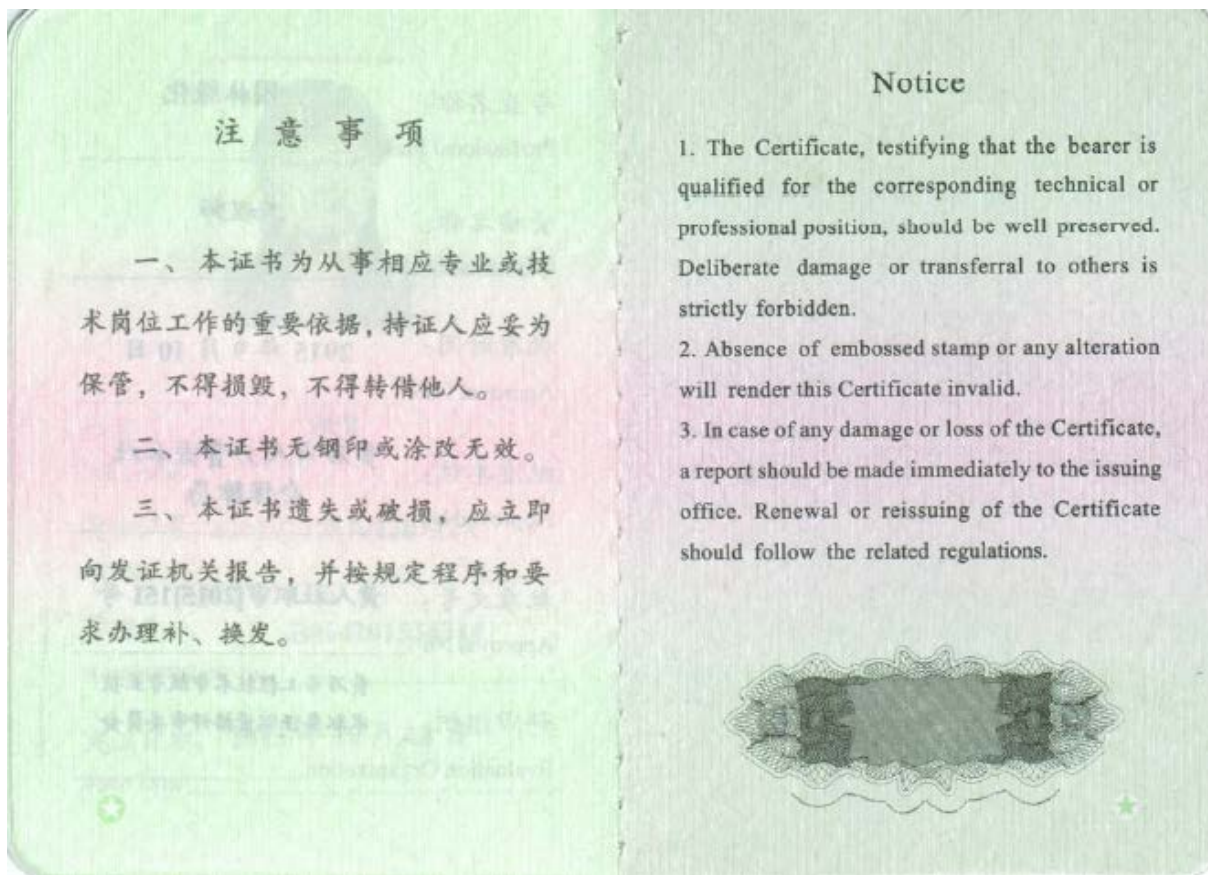 注 意 事 项
一、 本证书为从事相应专业或技
术岗位工作的重要依据，持证人应妥为
保管，不得损毁，不得转借他人。
二、 本证书无钢印或涂改无效。
三、 本证书遗失或破损，应立即
向发证机关报告，并按规定程序和要
求办理补、换发。
Notice
1. The Certificate, testifying that the bearer is
qualified for the corresponding technical or
professional position, should be well preserved.
Deliberate damage or transferral to others is
strictly forbidden.
2. Absence of embossed stamp or any alteration
will render this Certificate invalid.
3. In case of any damage or loss of the Certificate,
a report should be made immediately to the issuing
office. Renewal or reissuing of the Certificate
should follow the related regulations.